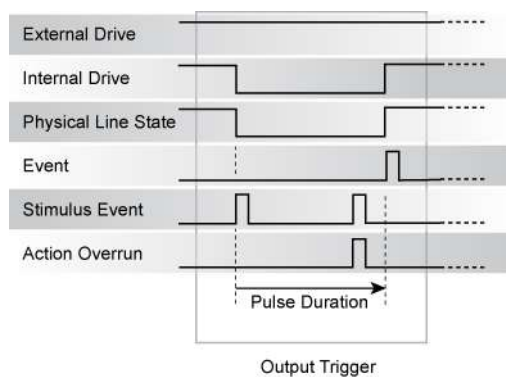 External Drive
Internal Drive
Physical Line State
Event
Stimulus Event
Action Overrun
Pulse Duration
Output Trigger